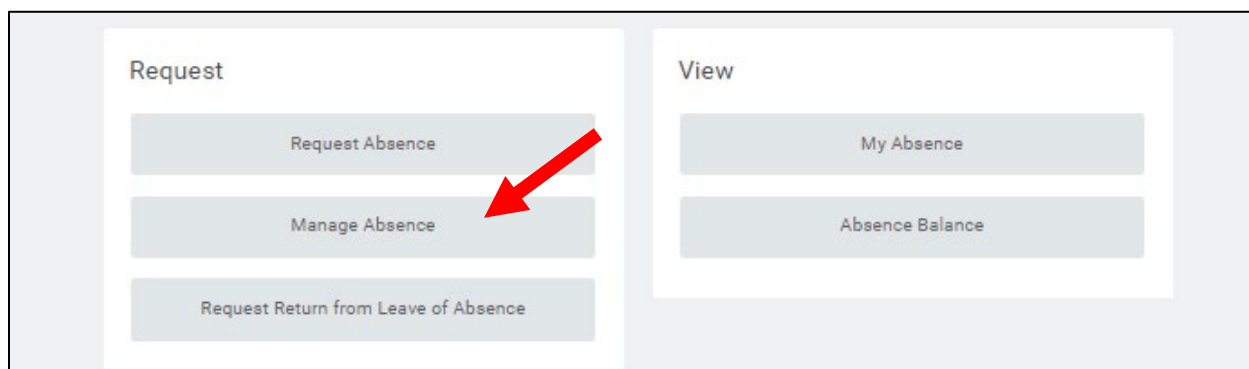 Request
Request Absence
Manage Absence
Request Return from Leave of Absence
View
My Absence
Absence Balance